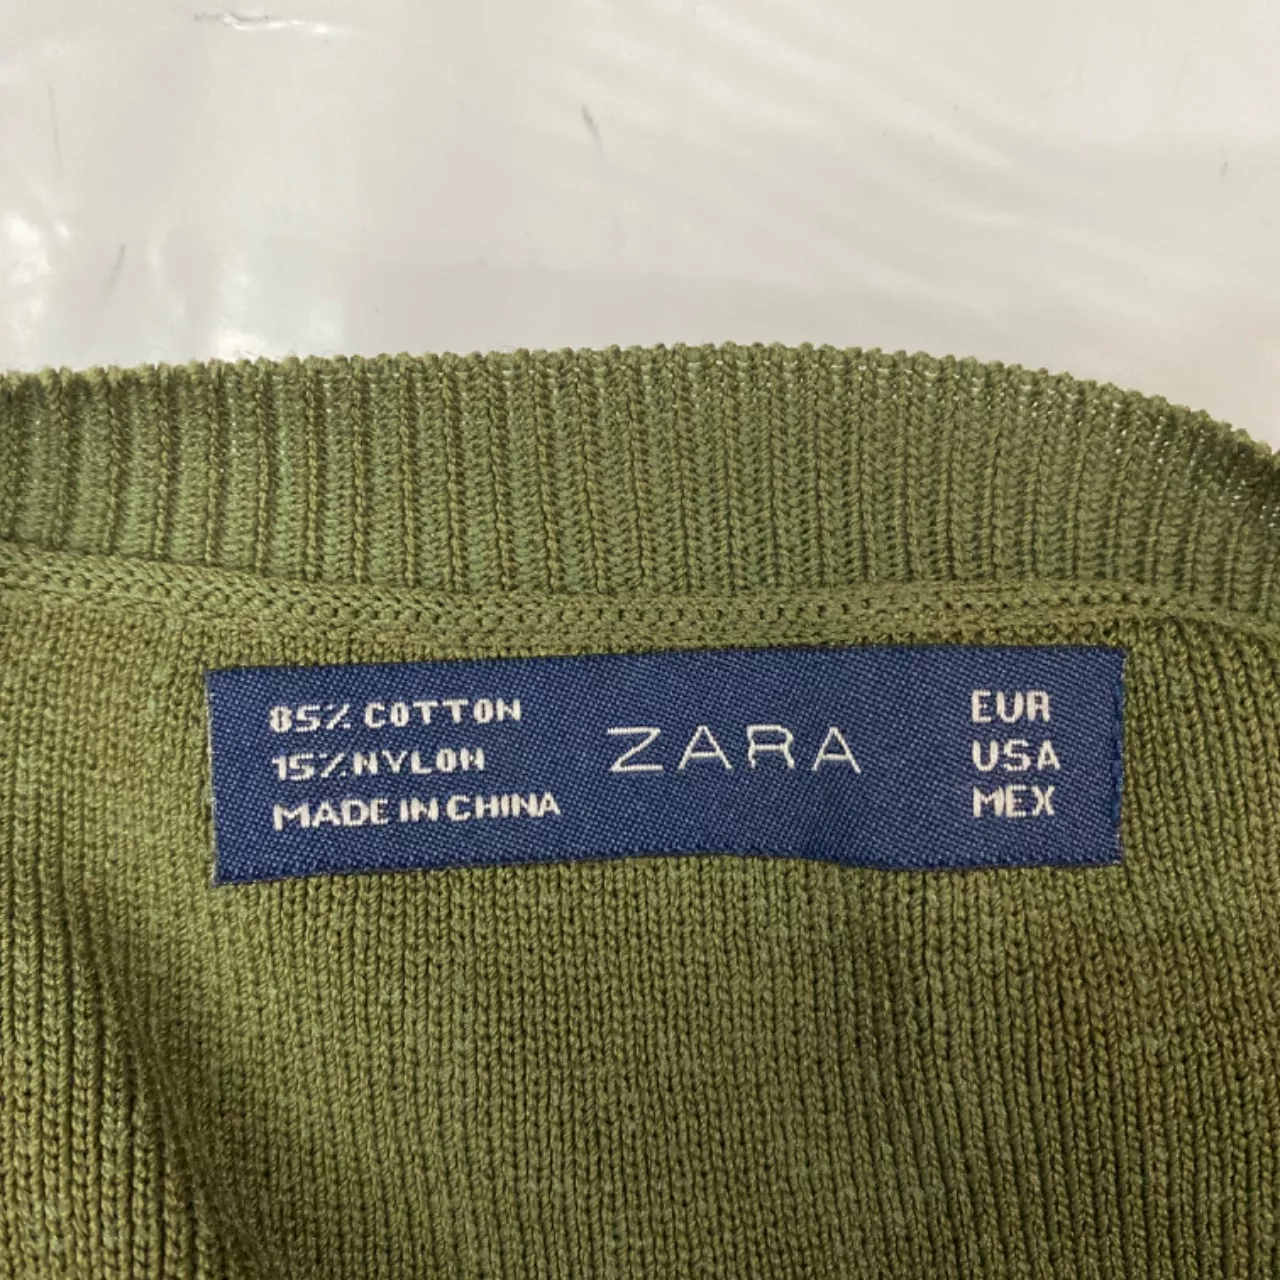 85% COTTON
15% NYLON
MADE IN CHINA
ZARA
EUR
USA
MEX